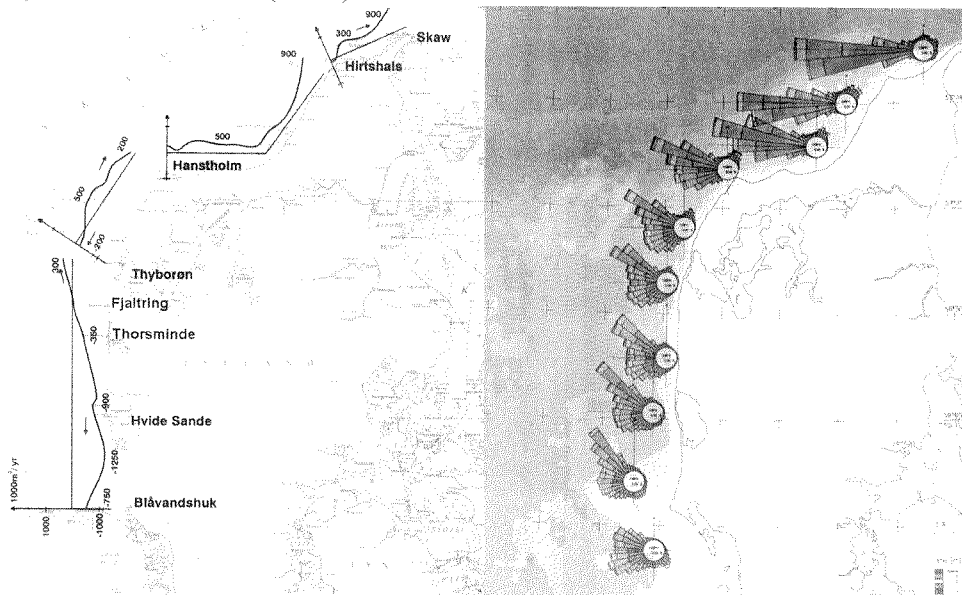 900
300
Skaw
Hirtshals
900
500
Hanstholm
200
500
-200
Thyborøn
300
Fjaltring
-350
Thorsminde
-900
Hvide Sande
-1250
1000m³/yr
-750
Blåvandshuk
1000
-1000